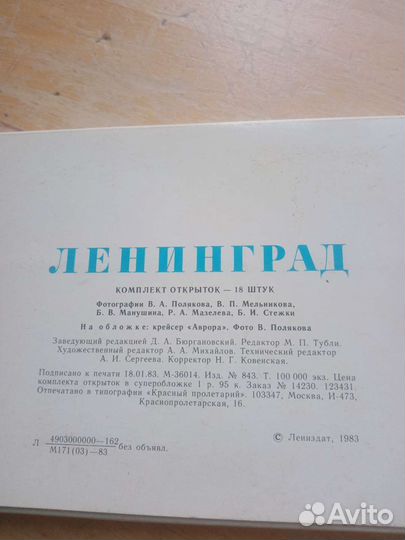 ЛЕНИНГРАД
КОМПЛЕКТ ОТКРЫТОК — 18 ШТУК
Фотографии В. А. Полякова, В. П. Мельникова,
Б. В. Манушина, Р. А. Мазелева, Б. И. Стежки
На обложке: крейсер «Аврора». Фото В. Полякова
Заведующий редакцией Д. А. Бюргановский. Редактор М. П. Тубли.
Художественный редактор А. А. Михайлов. Технический редактор
А. И. Сергеева. Корректор Н. Г. Ковенская.
Подписано к печати 18.01.83. М-36014. Изд. № 843. Т. 100 000 экз. Цена
комплекта открыток в суперобложке 1 р. 95 к. Заказ № 14230. 123431.
Отпечатано в типографии «Красный пролетарий». 103347, Москва, И-473,
Краснопролетарская, 16.
Л 4903000000—162
М171(03)—83 без объявл.
© Лениздат, 1983
Avito